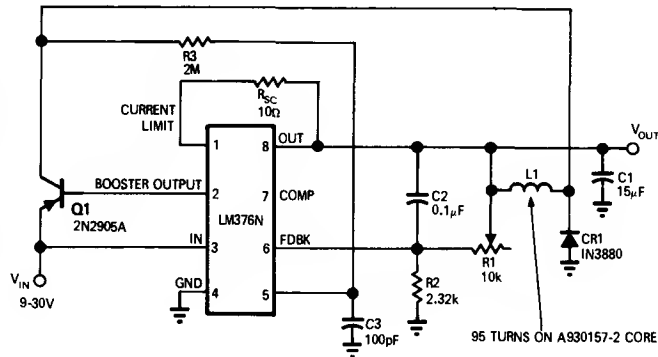 R3
2M
RSC
10Ω
CURRENT
LIMIT
1
8
OUT
VOUT
BOOSTER OUTPUT
2
7
COMP
C2
0.1µF
L1
C1
15µF
LM376N
Q1
2N2905A
IN
3
6
FDBK
R1
10k
CR1
IN3880
VIN
9-30V
GND
4
5
R2
2.32k
C3
100pF
95 TURNS ON A930157-2 CORE